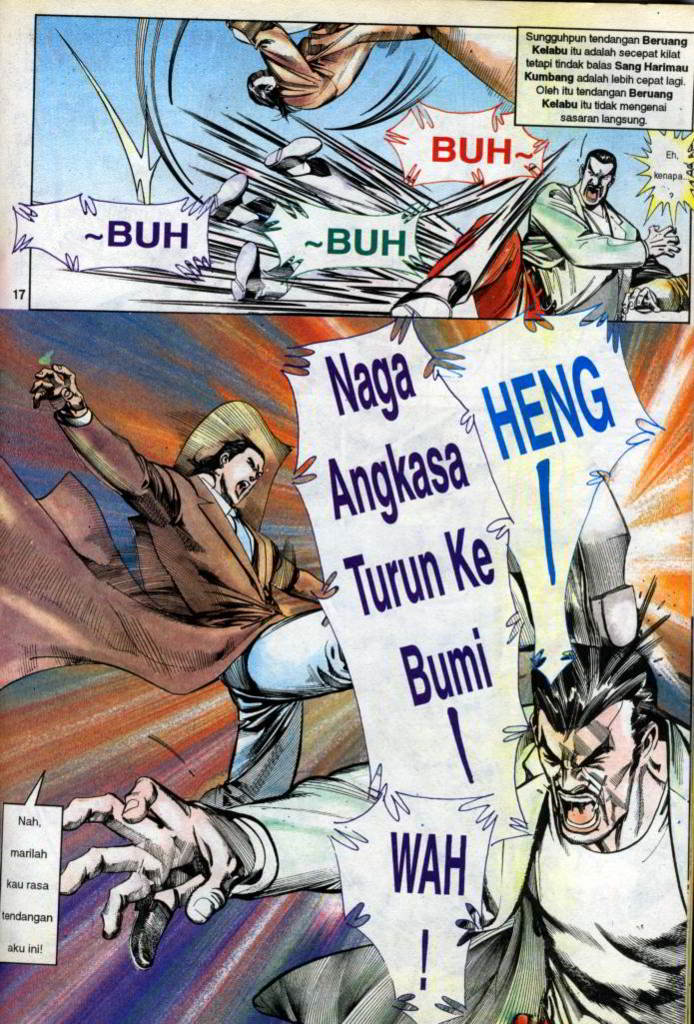 Sungguhpun tendangan Beruang
Kelabu itu adalah secepat kilat
tetapi tindak balas Sang Harimau
Kumbang adalah lebih cepat lagi.
Oleh itu tendangan Beruang
Kelabu itu tidak mengenai
sasaran langsung.
BUH~
Eh,
kenapa
?
~BUH
~BUH
17
Naga
Angkasa
Turun Ke
Bumi
!
HENG
!
Nah,
marilah
kau rasa
tendangan
aku ini!
WAH
!